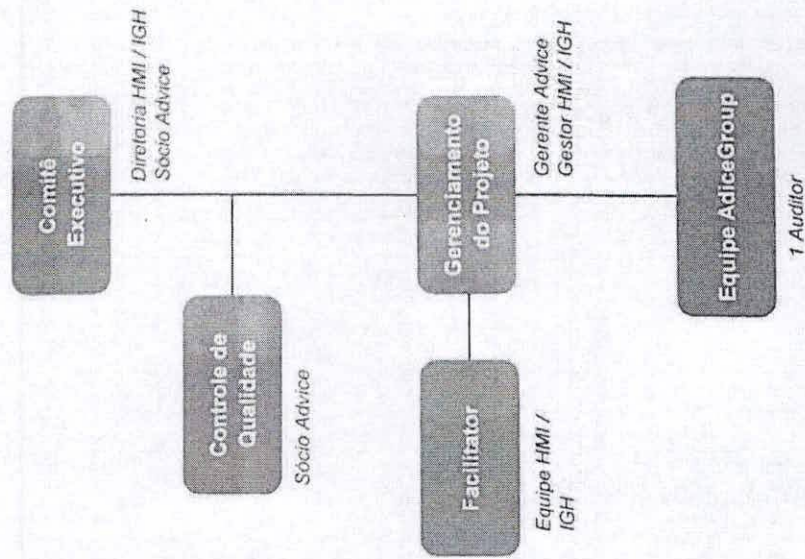 Comitê
Executivo
Diretoria HMI / IGH
Sócio Advice
Controle de
Qualidade
Sócio Advice
Gerenciamento
do Projeto
Gerente Advice
Gestor HMI / IGH
Facilitator
Equipe HMI /
IGH
Equipe AdiceGroup
1 Auditor